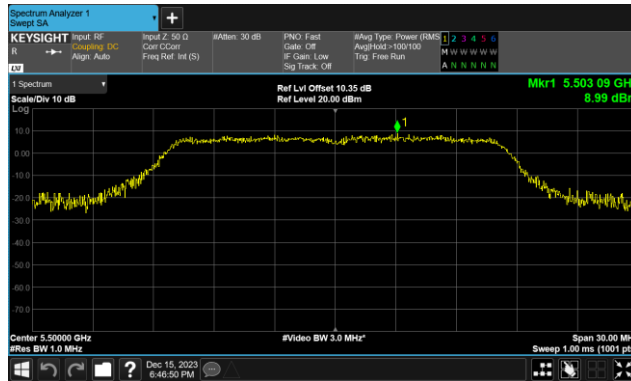 Spectrum Analyzer 1
Swept SA
+
KEYSIGHT
R
LXI
Input: RF
Coupling: DC
Align: Auto
Input Z: 50 Ω
Corr CCorr
Freq Ref: Int (S)
#Atten: 30 dB
PNO: Fast
Gate: Off
IF Gain: Low
Sig Track: Off
#Avg Type: Power (RMS
Avg|Hold:>100/100
Trig: Free Run
1 2 3 4 5 6
M W W W W W
A N N N N N
1 Spectrum
Scale/Div 10 dB
Log
Ref Lvl Offset 10.35 dB
Ref Level 20.00 dBm
Mkr1 5.503 09 GH
8.99 dBr
1
10.0
0.00
-10.0
-20.0
-30.0
-40.0
-50.0
-60.0
-70.0
Center 5.50000 GHz
#Res BW 1.0 MHz
#Video BW 3.0 MHz*
Span 30.00 MH
Sweep 1.00 ms (1001 pt
?
Dec 15, 2023
6:46:50 PM